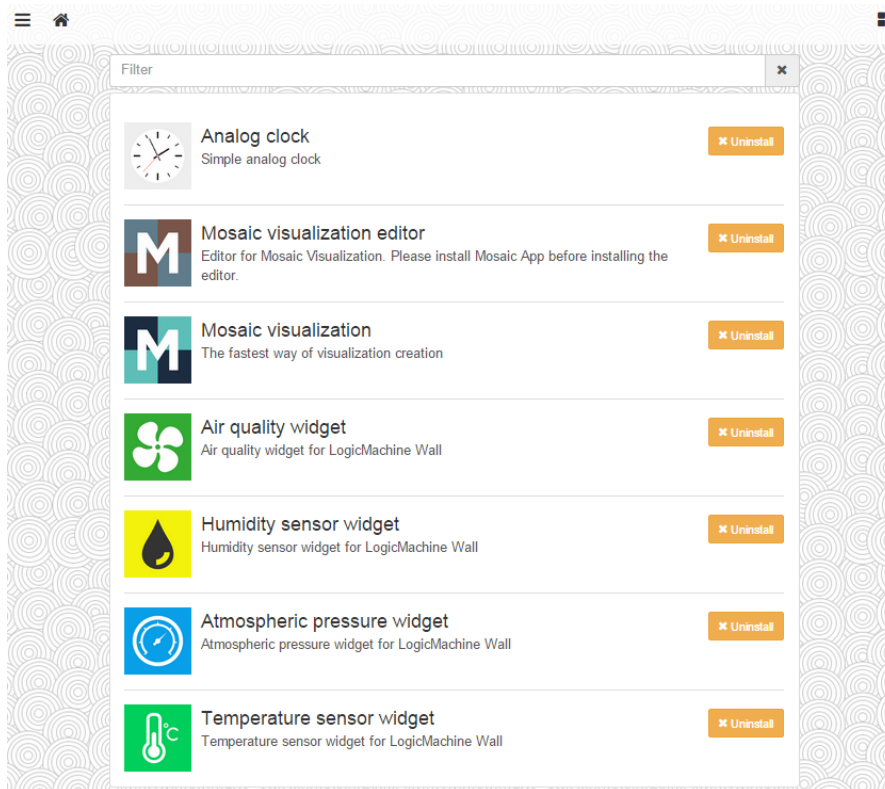 Filter
Analog clock
Simple analog clock
Uninstall
Mosaic visualization editor
Editor for Mosaic Visualization. Please install Mosaic App before installing the
editor.
Uninstall
M
Mosaic visualization
The fastest way of visualization creation
Uninstall
M
Air quality widget
Air quality widget for LogicMachine Wall
Uninstall
Humidity sensor widget
Humidity sensor widget for LogicMachine Wall
Uninstall
Atmospheric pressure widget
Atmospheric pressure widget for LogicMachine Wall
Uninstall
°C
Temperature sensor widget
Temperature sensor widget for LogicMachine Wall
Uninstall